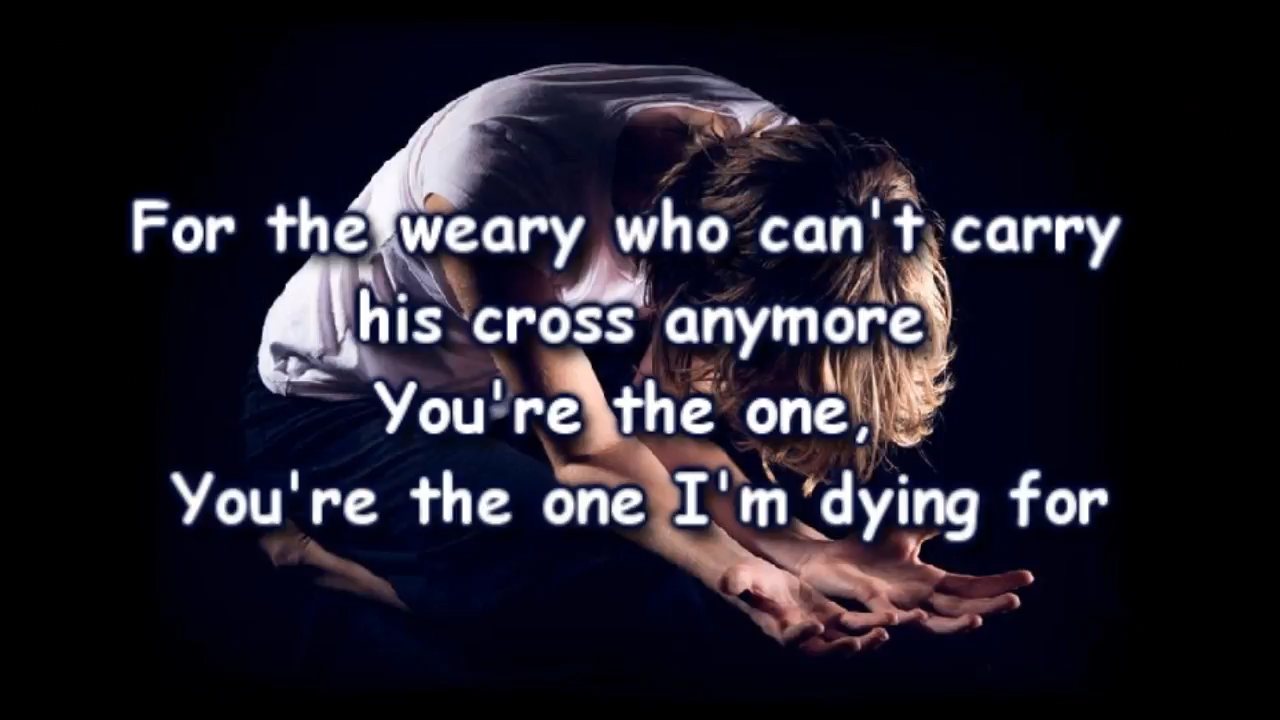 For the weary who can't carry
his cross anymore
You're the one,
You're the one I'm dying for